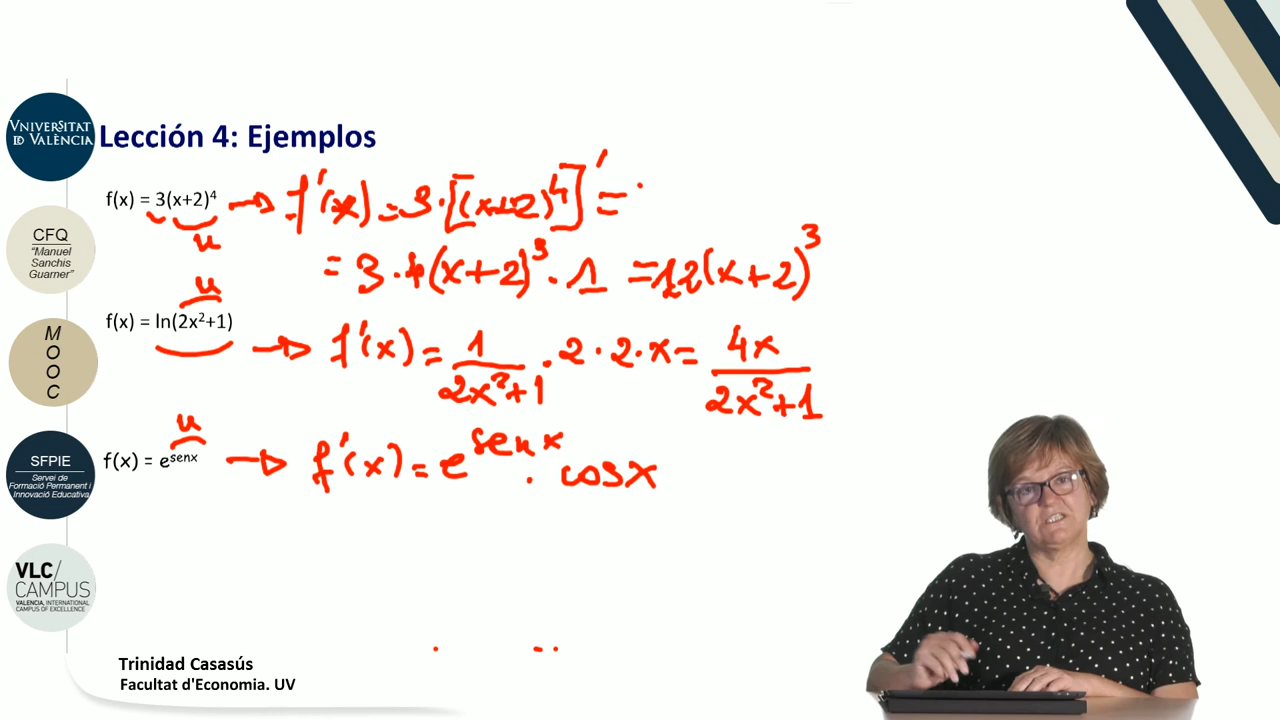 VNIVERSITAT
ID VALÈNCIA
Lección 4: Ejemplos
f(x) = 3(x+2)⁴ → f'(x) = 3·[(x+2)⁴]' =
u
= 3·4(x+2)³·1 = 12(x+2)³
CFQ
"Manuel
Sanchis
Guarner"
u
f(x) = ln(2x²+1) → f'(x) = 1/(2x²+1) · 2·2·x = 4x/(2x²+1)
M
O
O
C
u
f(x) = e^senx → f'(x) = e^sen x · cosx
SFPIE
Servei de
Formació Permanent i
Innovació Educativa
VLC/
CAMPUS
VALENCIA, INTERNATIONAL
CAMPUS OF EXCELLENCE
Trinidad Casasús
Facultat d'Economia. UV